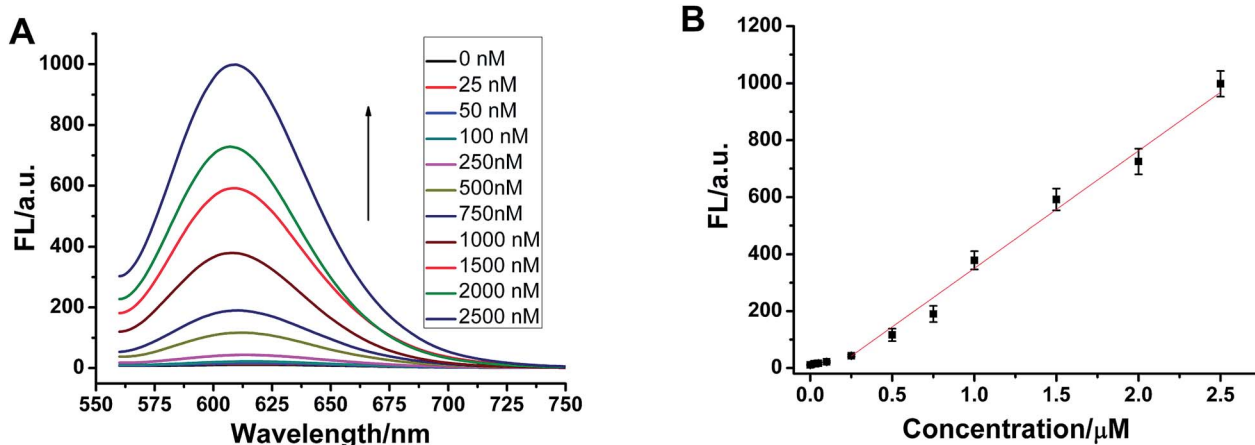 A
FL/a.u.
1000
800
600
400
200
0
550
575
600
625
650
675
700
725
750
Wavelength/nm
0 nM
25 nM
50 nM
100 nM
250nM
500nM
750nM
1000 nM
1500 nM
2000 nM
2500 nM
B
FL/a.u.
1200
1000
800
600
400
200
0
0.0
0.5
1.0
1.5
2.0
2.5
Concentration/μM